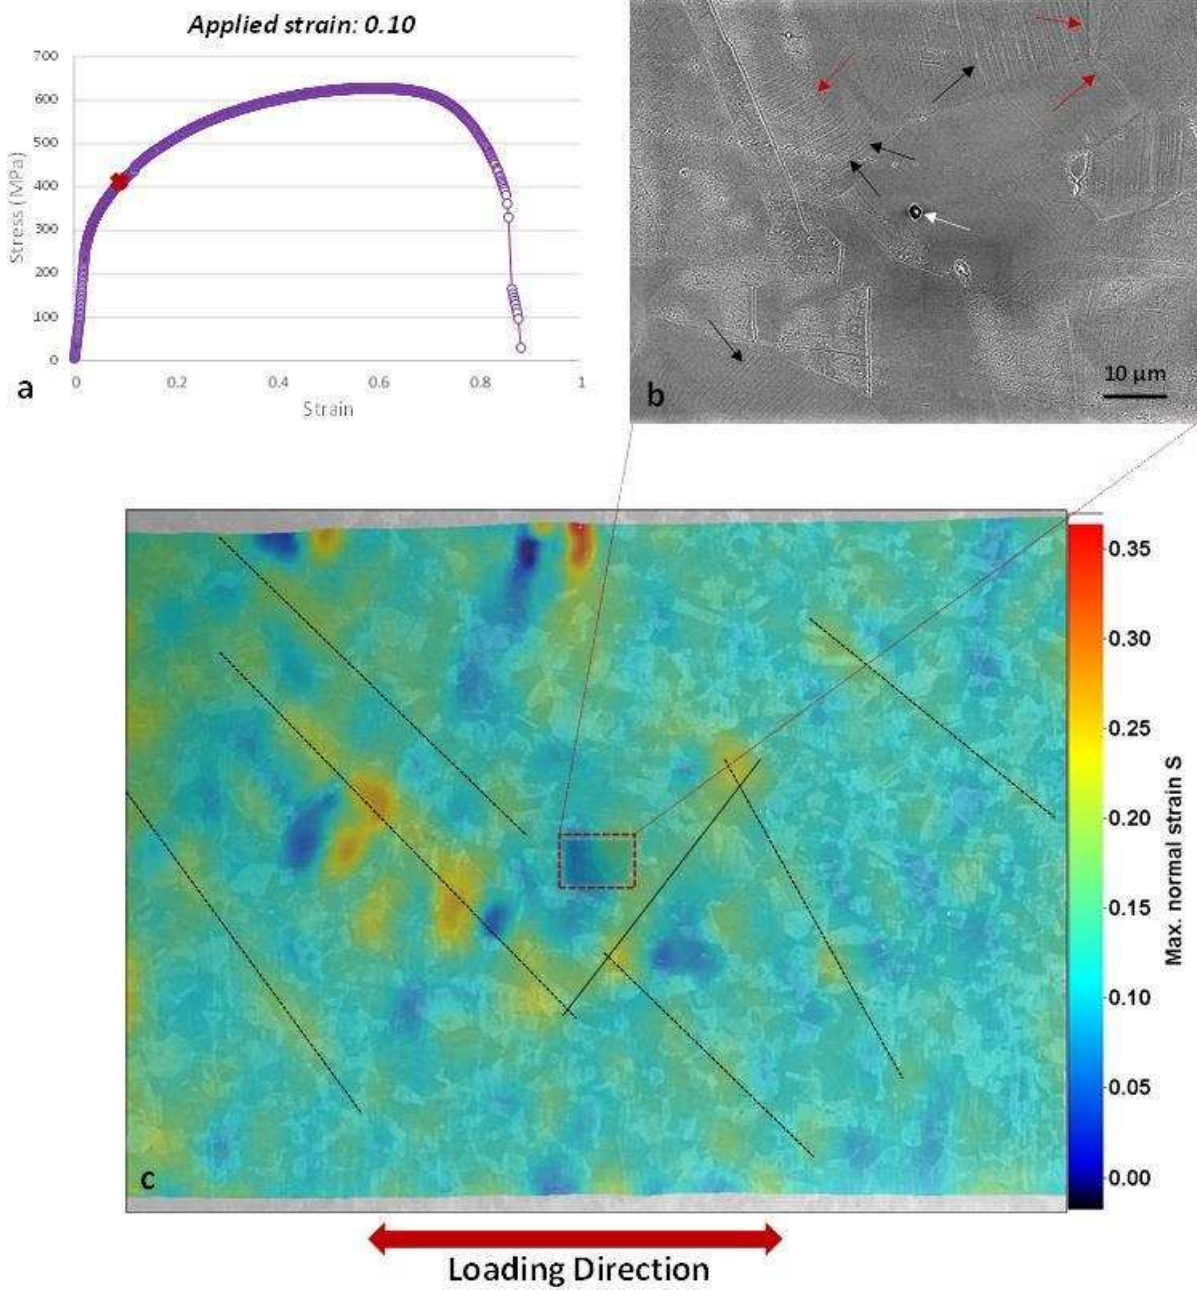 Applied strain: 0.10
700
600
500
400
300
200
100
0
Stress (MPa)
0
0.2
0.4
0.6
0.8
1
Strain
a
b
10 μm
0.35
0.30
0.25
0.20
0.15
0.10
0.05
0.00
Max. normal strain S
c
Loading Direction